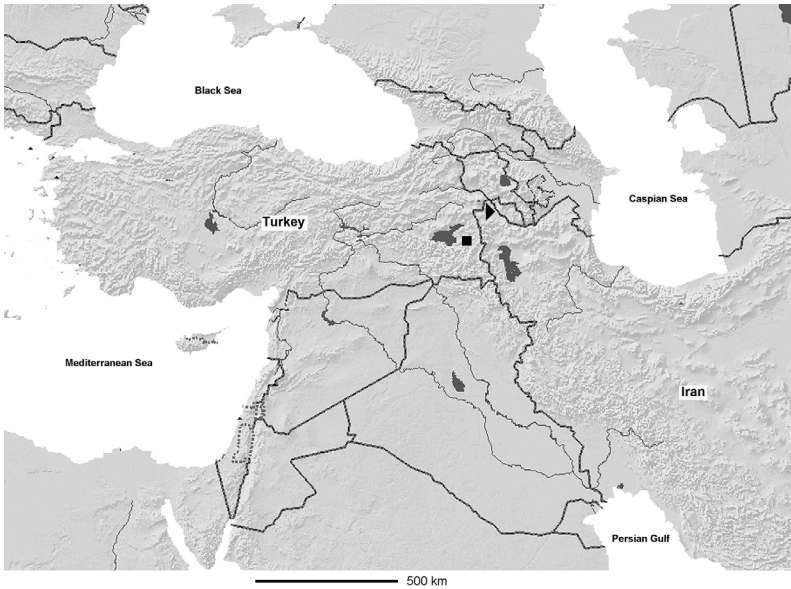 Black Sea
Caspian Sea
Turkey
Mediterranean Sea
Iran
Persian Gulf
500 km